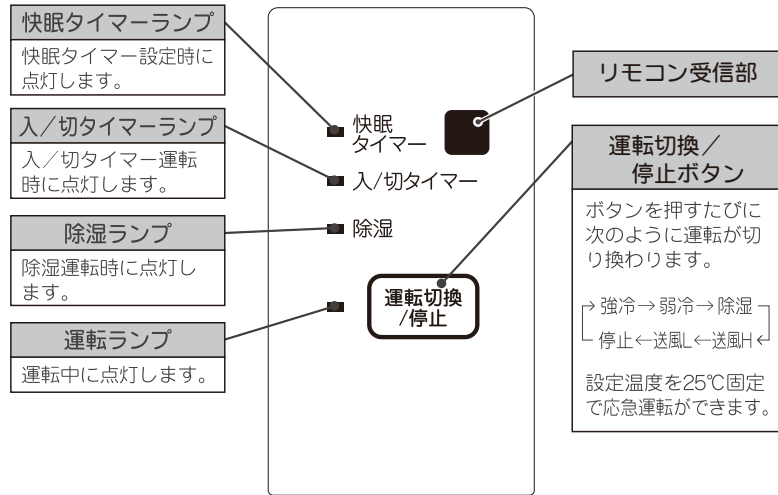 快眠タイマーランプ
快眠タイマー設定時に
点灯します。
入／切タイマーランプ
入／切タイマー運転
時に点灯します。
除湿ランプ
除湿運転時に点灯し
ます。
運転ランプ
運転中に点灯します。
快眠
タイマー
入/切タイマー
除湿
運転切換
/停止
リモコン受信部
運転切換／
停止ボタン
ボタンを押すたびに
次のように運転が切
り換わります。
→強冷→弱冷→除湿
停止←送風L←送風H←
設定温度を25℃固定
で応急運転ができます。